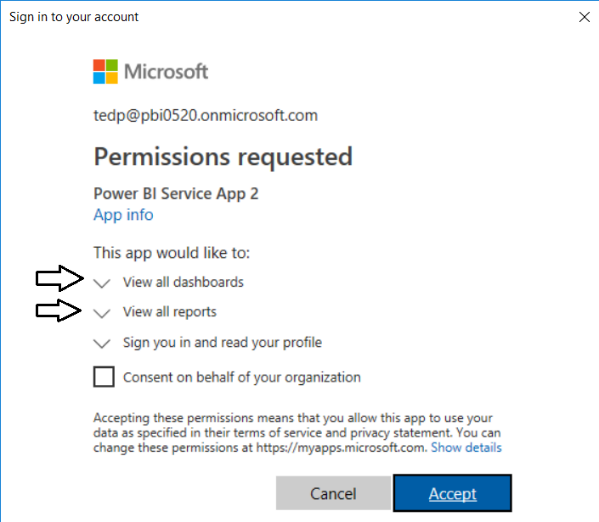 Sign in to your account
Microsoft
tedp@pbi0520.onmicrosoft.com
Permissions requested
Power BI Service App 2
App info
This app would like to:
View all dashboards
View all reports
Sign you in and read your profile
Consent on behalf of your organization
Accepting these permissions means that you allow this app to use your
data as specified in their terms of service and privacy statement. You can
change these permissions at https://myapps.microsoft.com. Show details
Cancel
Accept